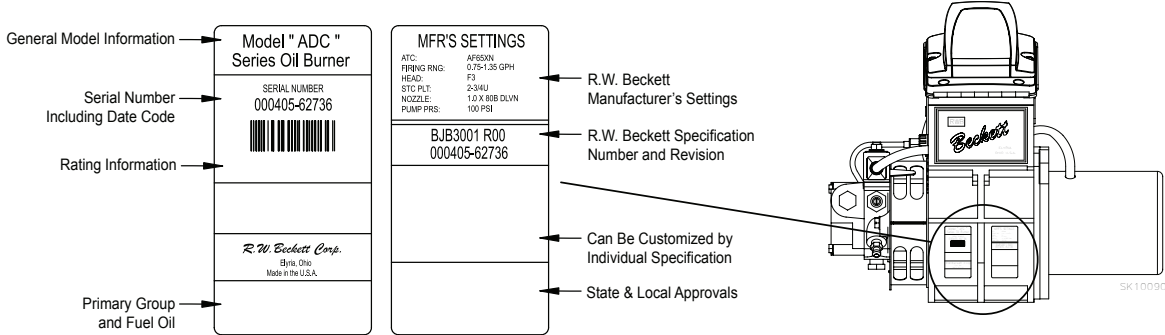 General Model Information
Serial Number
Including Date Code
Rating Information
Primary Group
and Fuel Oil
Model " ADC "
Series Oil Burner
SERIAL NUMBER
000405-62736
R.W. Beckett Corp.
Elyria, Ohio
Made in the U.S.A.
MFR'S SETTINGS
ATC: AF65XN
FIRING RNG: 0.75-1.35 GPH
HEAD: F3
STC PLT: 2-3/4U
NOZZLE: 1.0 X 80B DLVN
PUMP PRS: 100 PSI
BJB3001 R00
000405-62736
R.W. Beckett
Manufacturer's Settings
R.W. Beckett Specification
Number and Revision
Can Be Customized by
Individual Specification
State & Local Approvals
Beckett
SK10090